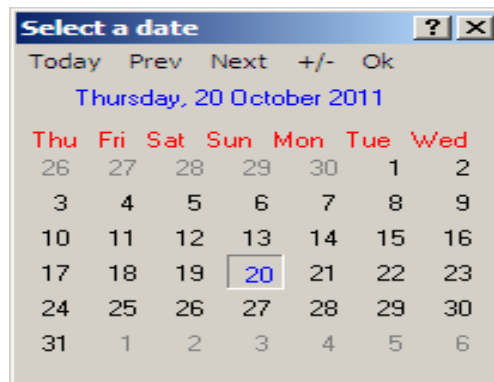 Select a date ? X
Today Prev Next +/- Ok
Thursday, 20 October 2011
Thu Fri Sat Sun Mon Tue Wed
26 27 28 29 30 1 2
3 4 5 6 7 8 9
10 11 12 13 14 15 16
17 18 19 20 21 22 23
24 25 26 27 28 29 30
31 1 2 3 4 5 6